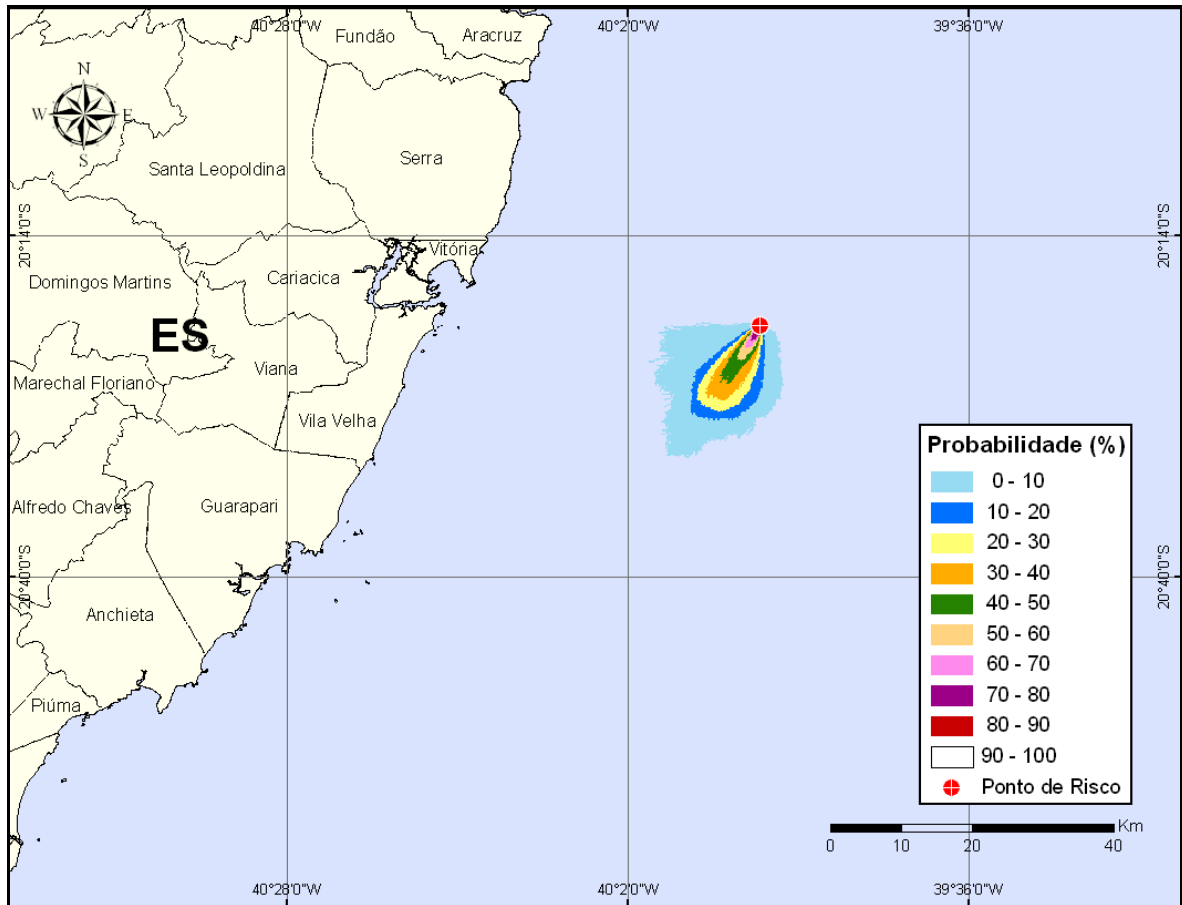 40°28'0"W
40°2'0"W
39°36'0"W
Fundão
Aracruz
N
W
E
S
Serra
Santa Leopoldina
20°14'0"S
20°14'0"S
Vitória
Cariacica
Domingos Martins
ES
Viana
Marechal Floriano
Vila Velha
Alfredo Chaves
Guarapari
20°40'0"S
20°40'0"S
Anchieta
Piúma
Probabilidade (%)
0 - 10
10 - 20
20 - 30
30 - 40
40 - 50
50 - 60
60 - 70
70 - 80
80 - 90
90 - 100
Ponto de Risco
Km
0 10 20 40
40°28'0"W
40°2'0"W
39°36'0"W